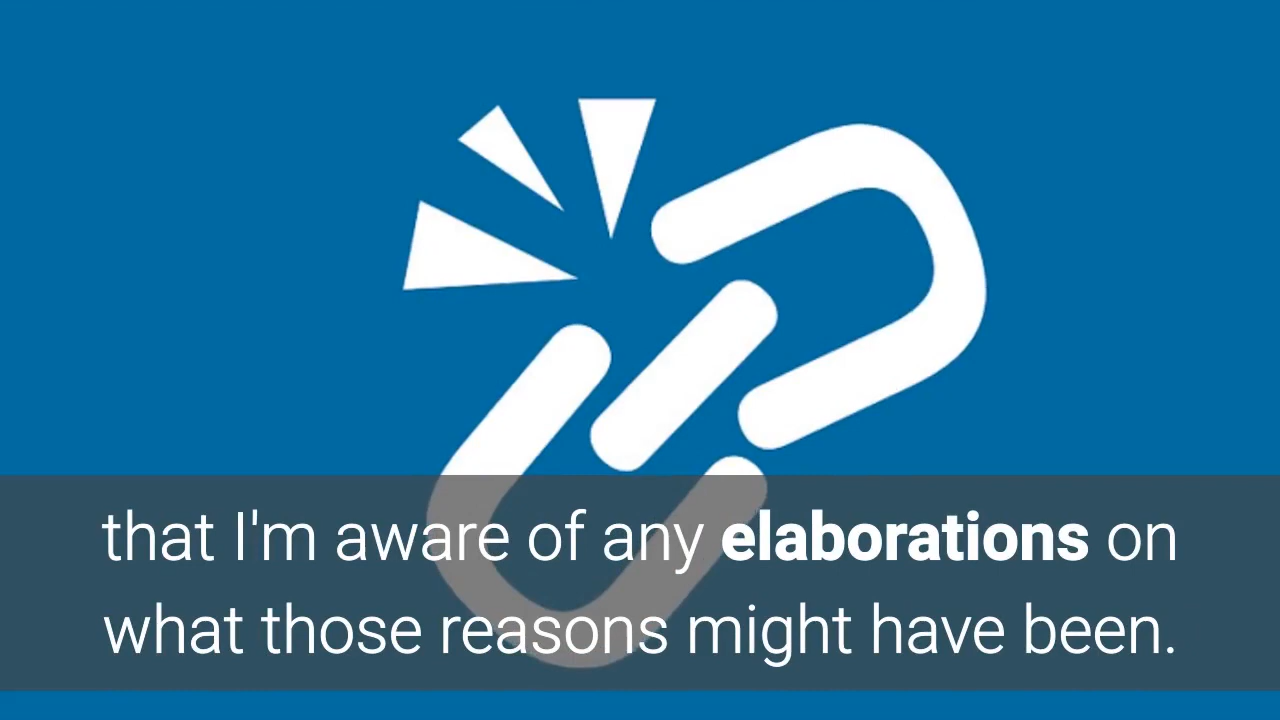 that I'm aware of any elaborations on
what those reasons might have been.